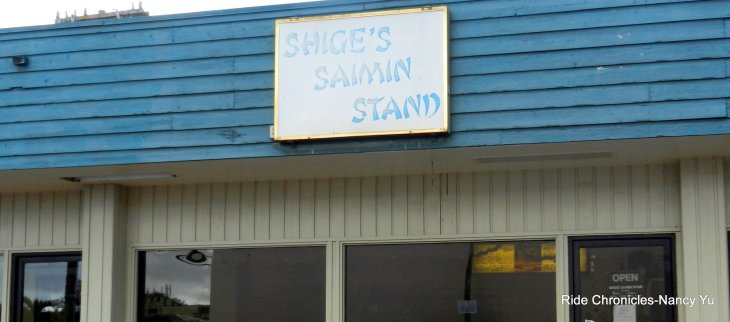 SHIGE'S
SAIMIN
STAND
OPEN
Ride Chronicles-Nancy Yu